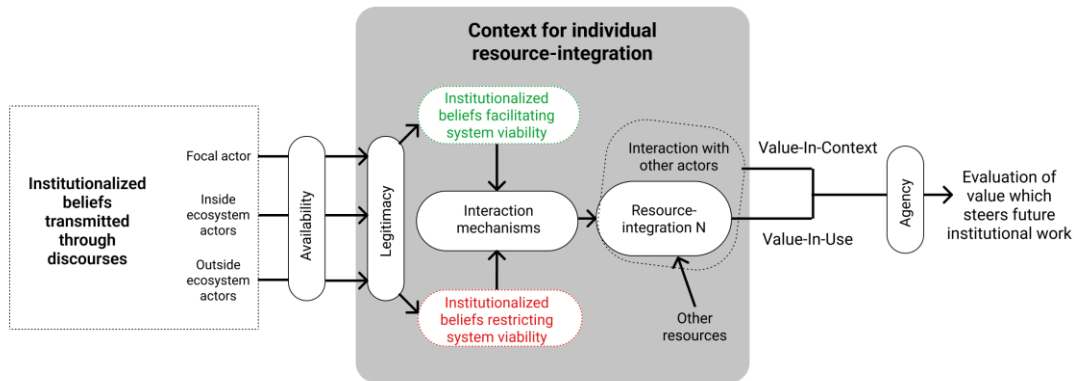 Context for individual
resource-integration
Institutionalized
beliefs
transmitted
through
discourses
Focal actor
Inside
ecosystem
actors
Outside
ecosystem
actors
Availability
Legitimacy
Institutionalized
beliefs facilitating
system viability
Interaction
mechanisms
Institutionalized
beliefs restricting
system viability
Interaction with
other actors
Resource-
integration N
Other
resources
Value-In-Context
Value-In-Use
Agency
Evaluation of
value which
steers future
institutional work